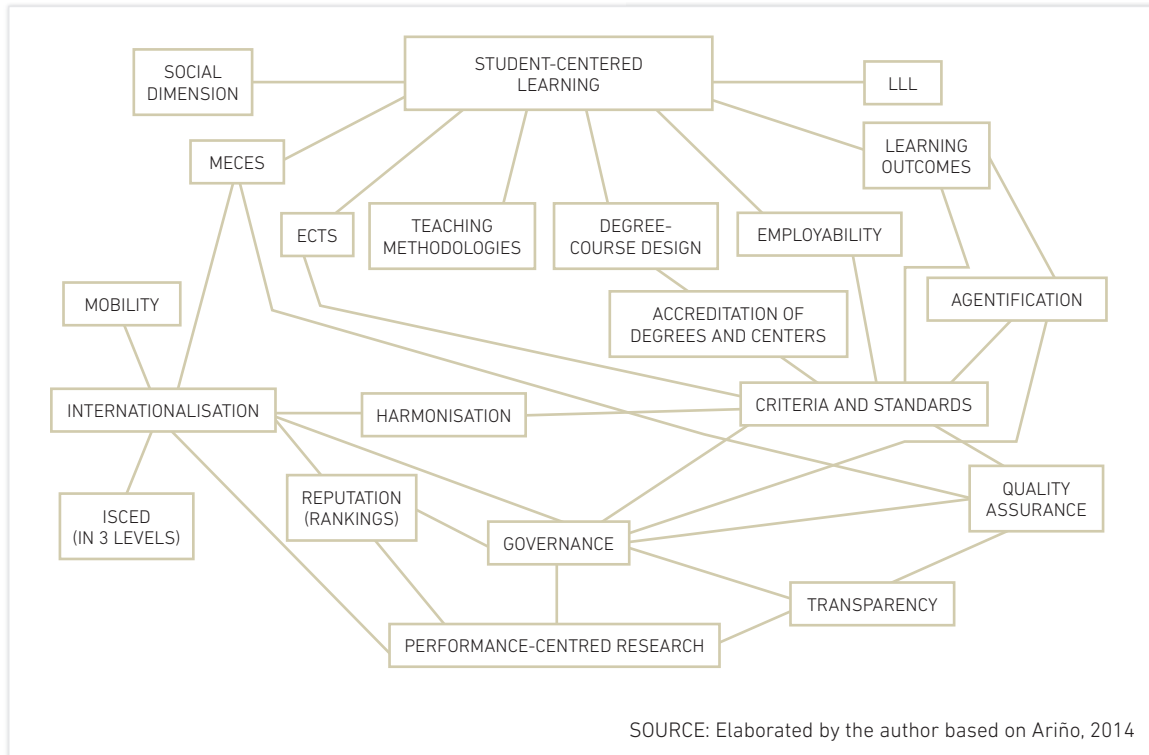 SOCIAL
DIMENSION
STUDENT-CENTERED
LEARNING
LLL
MECES
LEARNING
OUTCOMES
ECTS
TEACHING
METHODOLOGIES
DEGREE-
COURSE DESIGN
EMPLOYABILITY
MOBILITY
ACCREDITATION OF
DEGREES AND CENTERS
AGENTIFICATION
INTERNATIONALISATION
HARMONISATION
CRITERIA AND STANDARDS
ISCED
(IN 3 LEVELS)
REPUTATION
(RANKINGS)
GOVERNANCE
QUALITY
ASSURANCE
TRANSPARENCY
PERFORMANCE-CENTRED RESEARCH
SOURCE: Elaborated by the author based on Ariño, 2014